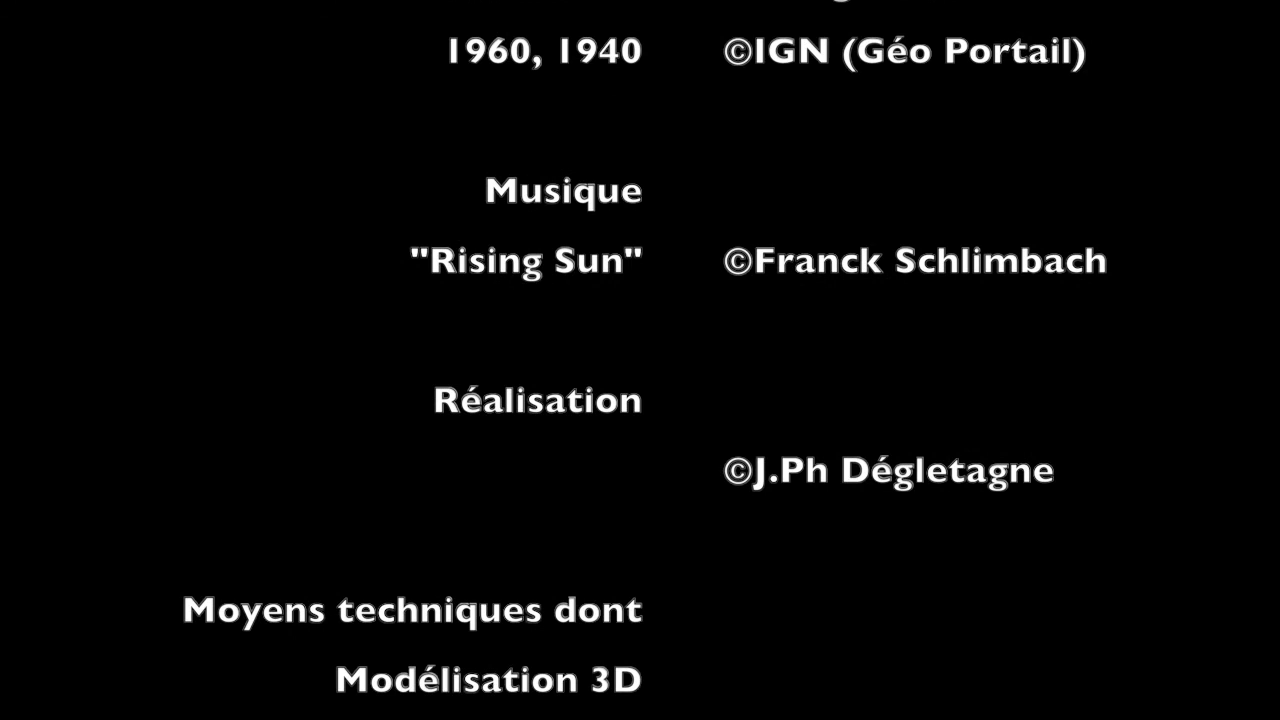 1960, 1940 ©IGN (Géo Portail)
Musique
"Rising Sun" ©Franck Schlimbach
Réalisation
©J.Ph Dégletagne
Moyens techniques dont
Modélisation 3D